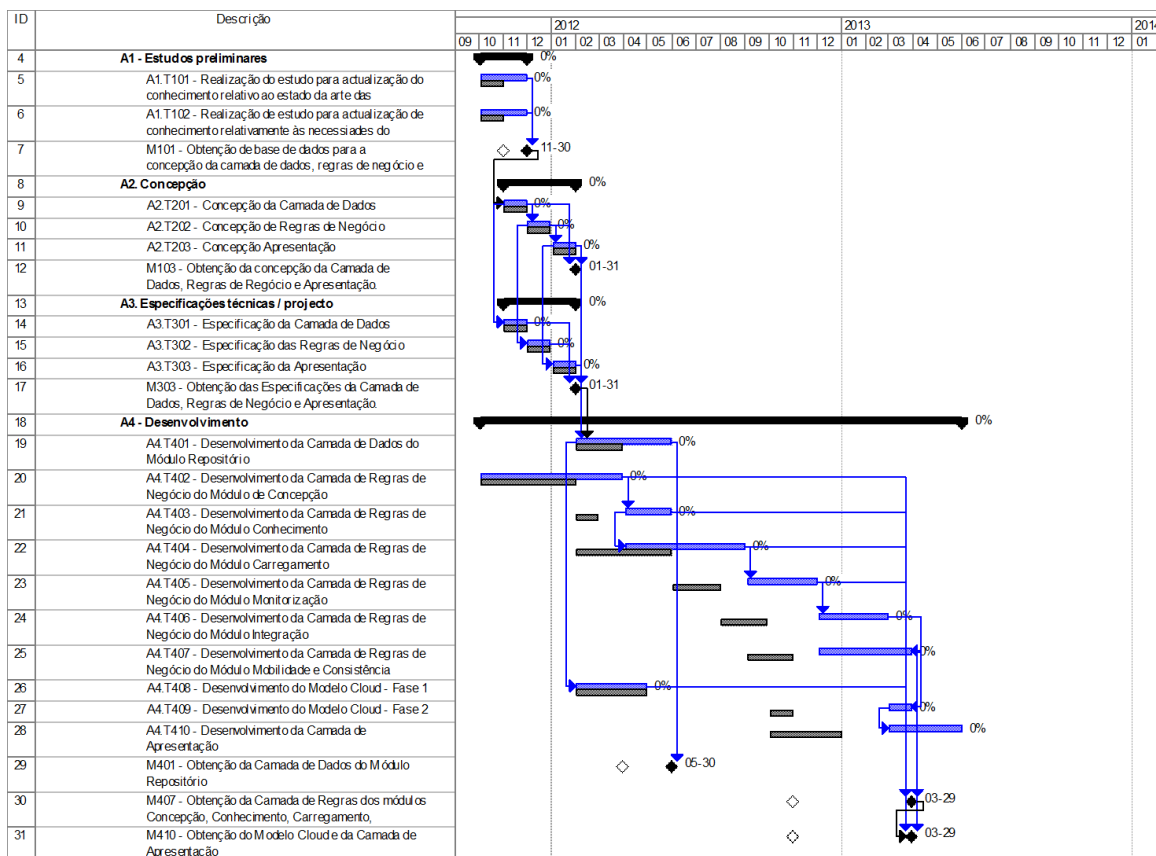 ID Descrição 2012 2013 2014
09 10 11 12 01 02 03 04 05 06 07 08 09 10 11 12 01 02 03 04 05 06 07 08 09 10 11 12 01
4 A1 - Estudos preliminares 0%
5 A1.T101 - Realização do estudo para actualização do 0%
conhecimento relativo ao estado da arte das
6 A1.T102 - Realização de estudo para actualização de 0%
conhecimento relativamente às necessiades do
7 M101 - Obtenção de base de dados para a 11-30
concepção da camada de dados, regras de negócio e
8 A2. Concepção 0%
9 A2.T201 - Concepção da Camada de Dados 0%
10 A2.T202 - Concepção de Regras de Negócio 0%
11 A2.T203 - Concepção Apresentação 0%
12 M103 - Obtenção da concepção da Camada de 01-31
Dados, Regras de Negócio e Apresentação.
13 A3. Especificações técnicas / projecto 0%
14 A3.T301 - Especificação da Camada de Dados 0%
15 A3.T302 - Especificação das Regras de Negócio 0%
16 A3.T303 - Especificação da Apresentação 0%
17 M303 - Obtenção das Especificações da Camada de 01-31
Dados, Regras de Negócio e Apresentação.
18 A4 - Desenvolvimento 0%
19 A4.T401 - Desenvolvimento da Camada de Dados do 0%
Módulo Repositório
20 A4.T402 - Desenvolvimento da Camada de Regras de 0%
Negócio do Módulo de Concepção
21 A4.T403 - Desenvolvimento da Camada de Regras de 0%
Negócio do Módulo Conhecimento
22 A4.T404 - Desenvolvimento da Camada de Regras de 0%
Negócio do Módulo Carregamento
23 A4.T405 - Desenvolvimento da Camada de Regras de 0%
Negócio do Módulo Monitorização
24 A4.T406 - Desenvolvimento da Camada de Regras de 0%
Negócio do Módulo Integração
25 A4.T407 - Desenvolvimento da Camada de Regras de 0%
Negócio do Módulo Mobilidade e Consistência
26 A4.T408 - Desenvolvimento do Modelo Cloud - Fase 1 0%
27 A4.T409 - Desenvolvimento do Modelo Cloud - Fase 2 0%
28 A4.T410 - Desenvolvimento da Camada de 0%
Apresentação
29 M401 - Obtenção da Camada de Dados do Módulo 05-30
Repositório
30 M407 - Obtenção da Camada de Regras dos módulos 03-29
Concepção, Conhecimento, Carregamento,
31 M410 - Obtenção do Modelo Cloud e da Camada de 03-29
Apresentação